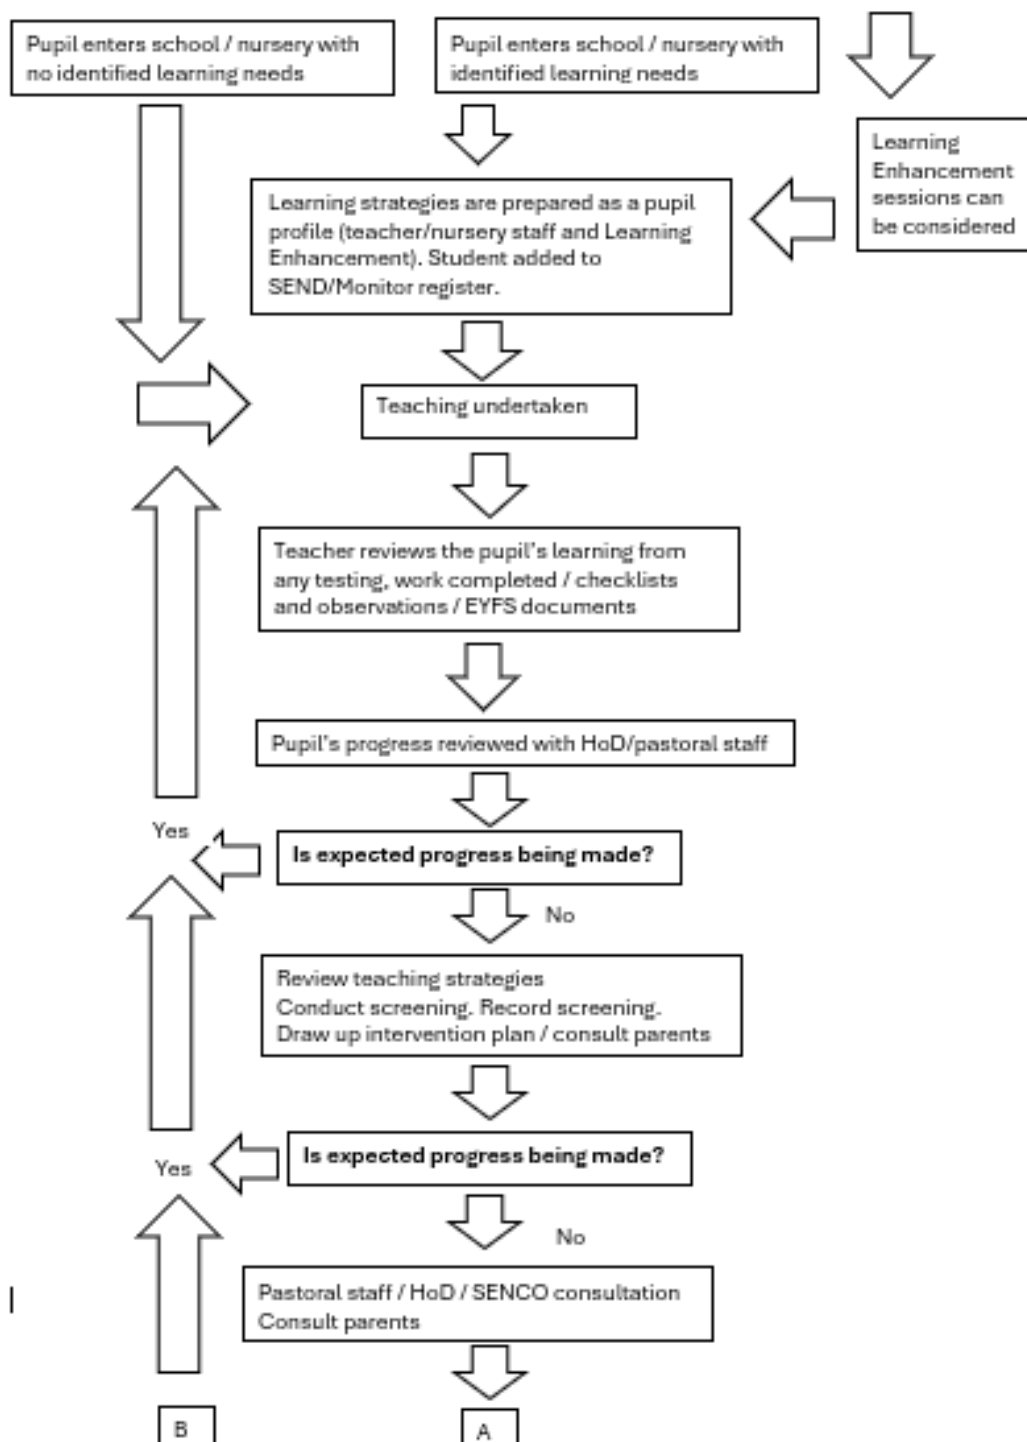 Pupil enters school / nursery with
no identified learning needs
Pupil enters school / nursery with
identified learning needs
Learning
Enhancement
sessions can
be considered
Learning strategies are prepared as a pupil
profile (teacher/nursery staff and Learning
Enhancement). Student added to
SEND/Monitor register.
Teaching undertaken
Teacher reviews the pupil's learning from
any testing, work completed / checklists
and observations / EYFS documents
Pupil's progress reviewed with HoD/pastoral staff
Yes
Is expected progress being made?
No
Review teaching strategies
Conduct screening. Record screening.
Draw up intervention plan / consult parents
Is expected progress being made?
Yes
No
Pastoral staff / HoD / SENCO consultation
Consult parents
B
A